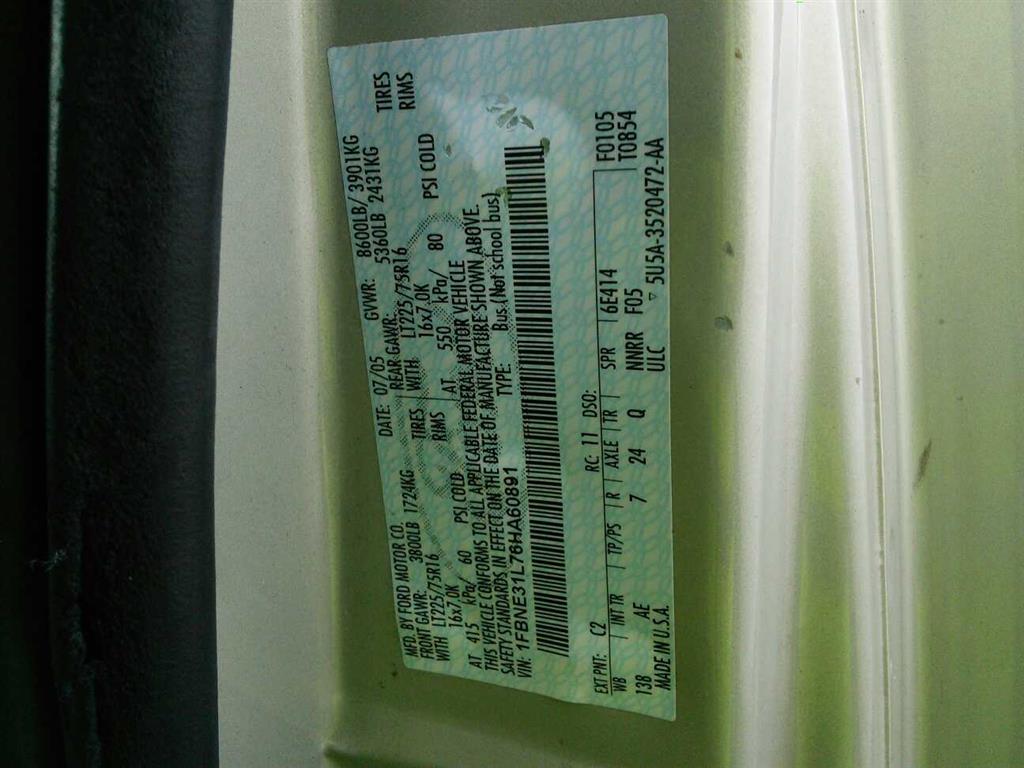 MFD. BY FORD MOTOR CO. DATE: 07/05 GVWR: 8600LB/ 3901KG
FRONT GAWR: 3800LB 1724KG REAR GAWR: 5360LB 2431KG
WITH LT225/75R16 TIRES WITH LT225/75R16 TIRES
16x7.0K RIMS 16x7.0K RIMS
AT 415 kPa/ 60 PSI COLD AT 550 kPa/ 80 PSI COLD
THIS VEHICLE CONFORMS TO ALL APPLICABLE FEDERAL MOTOR VEHICLE
SAFETY STANDARDS IN EFFECT ON THE DATE OF MANUFACTURE SHOWN ABOVE.
VIN: 1FBNE31L76HA60891 TYPE: Bus (Not school bus)
EXT PNT: C2 RC: 11 DSO: F0105
WB INT TR TP/PS R AXLE TR SPR 6E414 T0854
138 AE 7 24 Q NNRR F05
MADE IN U.S.A. ULC ▽ 5U5A-3520472-AA